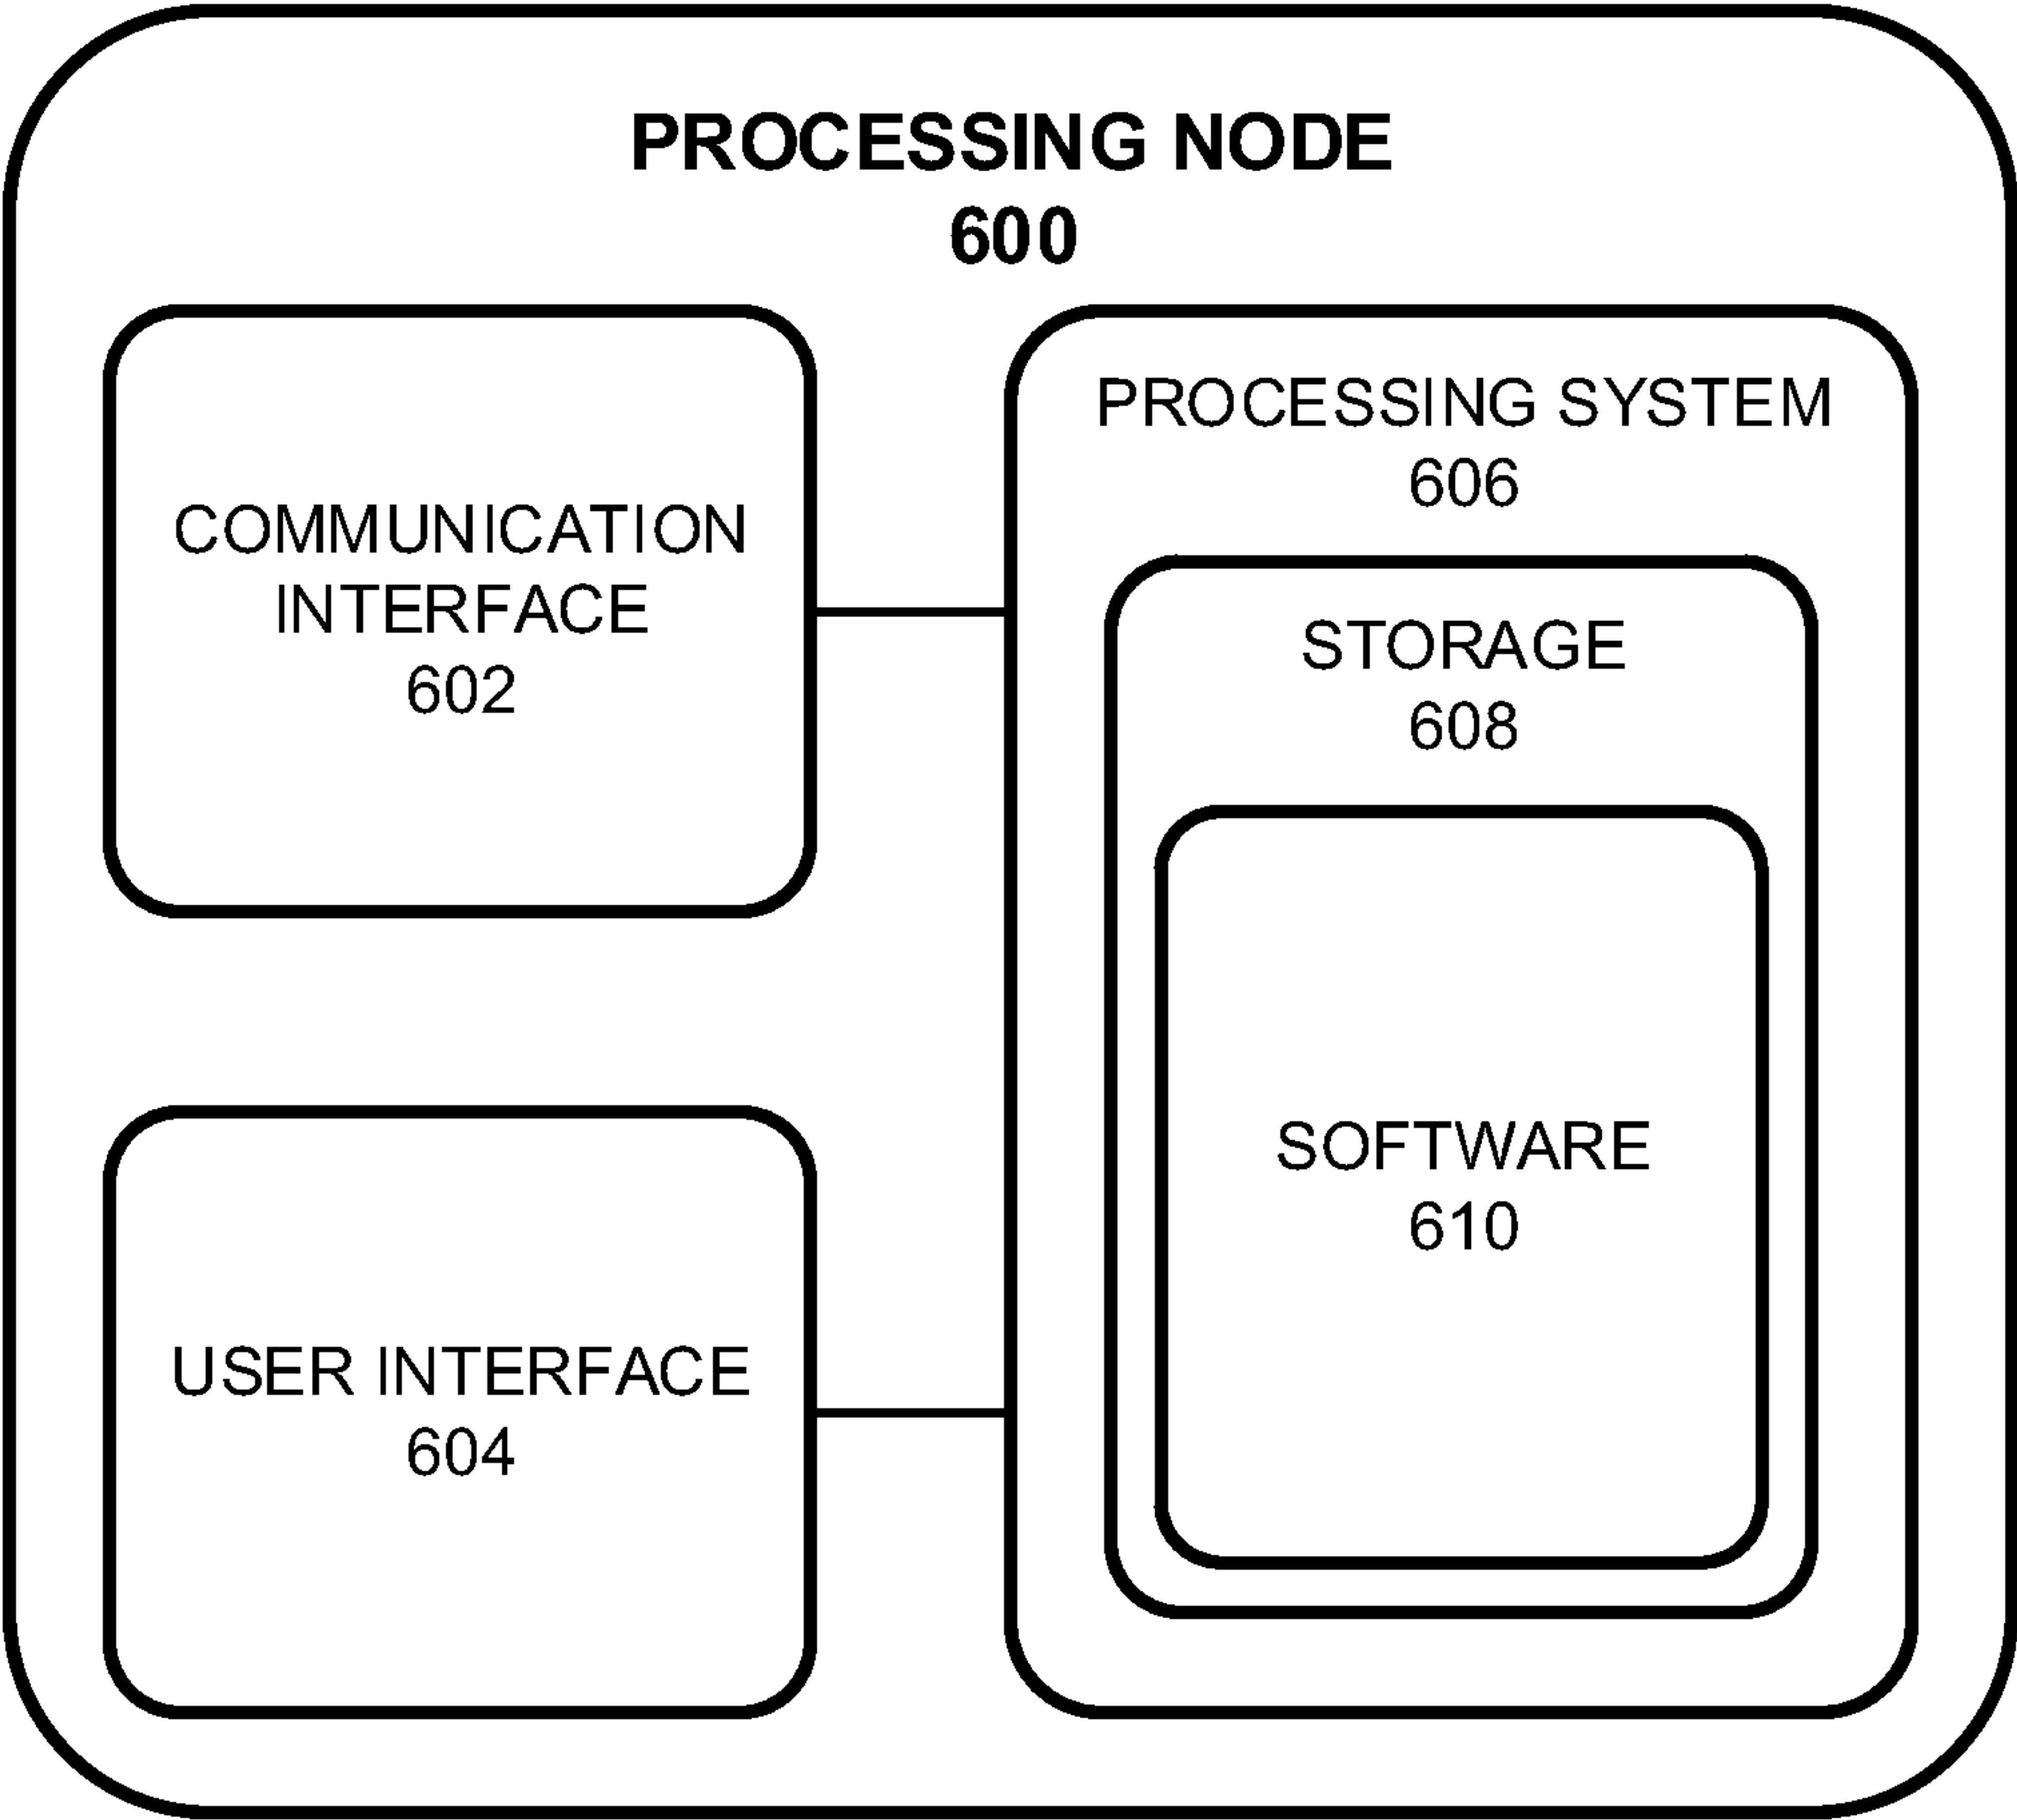 PROCESSING NODE
600
COMMUNICATION
INTERFACE
602
USER INTERFACE
604
PROCESSING SYSTEM
606
STORAGE
608
SOFTWARE
610